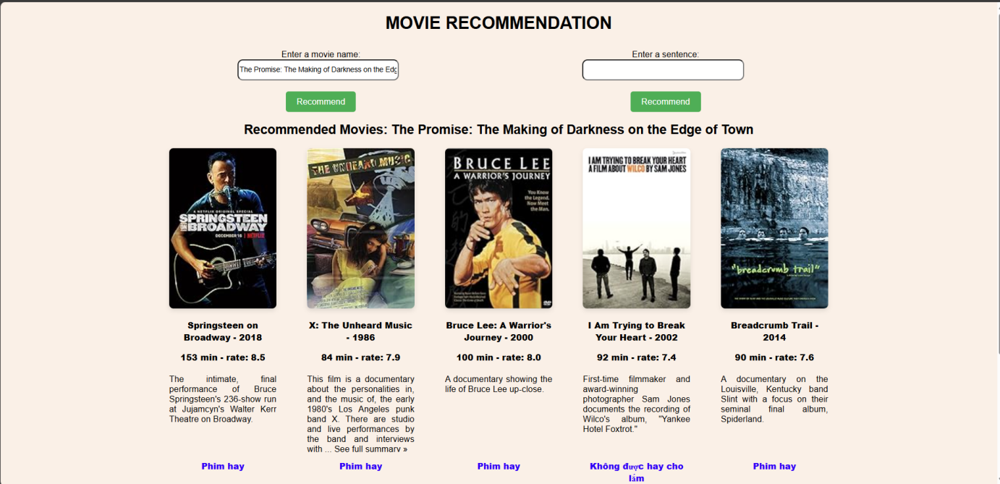 MOVIE RECOMMENDATION
Enter a movie name:
The Promise: The Making of Darkness on the Edg
Recommend
Enter a sentence:
Recommend
Recommended Movies: The Promise: The Making of Darkness on the Edge of Town
A NETFLIX ORIGINAL SPECIAL
SPRINGSTEEN
ON BROADWAY
DECEMBER 15 | NETFLIX
Springsteen on
Broadway - 2018
153 min - rate: 8.5
The intimate, final
performance of Bruce
Springsteen's 236-show run
at Jujamcyn's Walter Kerr
Theatre on Broadway.
Phim hay
THE UNHEARD MUSIC
X: The Unheard Music
- 1986
84 min - rate: 7.9
This film is a documentary
about the personalities in,
and the music of, the early
1980's Los Angeles punk
band X. There are studio
and live performances by
the band and interviews
with ... See full summary »
Phim hay
BRUCE LEE
A WARRIOR'S JOURNEY
You Know
the Legend.
Now Meet
the Man.
DVD
Bruce Lee: A Warrior's
Journey - 2000
100 min - rate: 8.0
A documentary showing the
life of Bruce Lee up-close.
Phim hay
I AM TRYING TO BREAK YOUR HEART
A FILM ABOUT WILCO BY SAM JONES
I Am Trying to Break
Your Heart - 2002
92 min - rate: 7.4
First-time filmmaker and
award-winning
photographer Sam Jones
documents the recording of
Wilco's album, "Yankee
Hotel Foxtrot."
Không được hay cho
lắm
"breadcrumb trail"
Breadcrumb Trail -
2014
90 min - rate: 7.6
A documentary on the
Louisville, Kentucky band
Slint with a focus on their
seminal final album,
Spiderland.
Phim hay